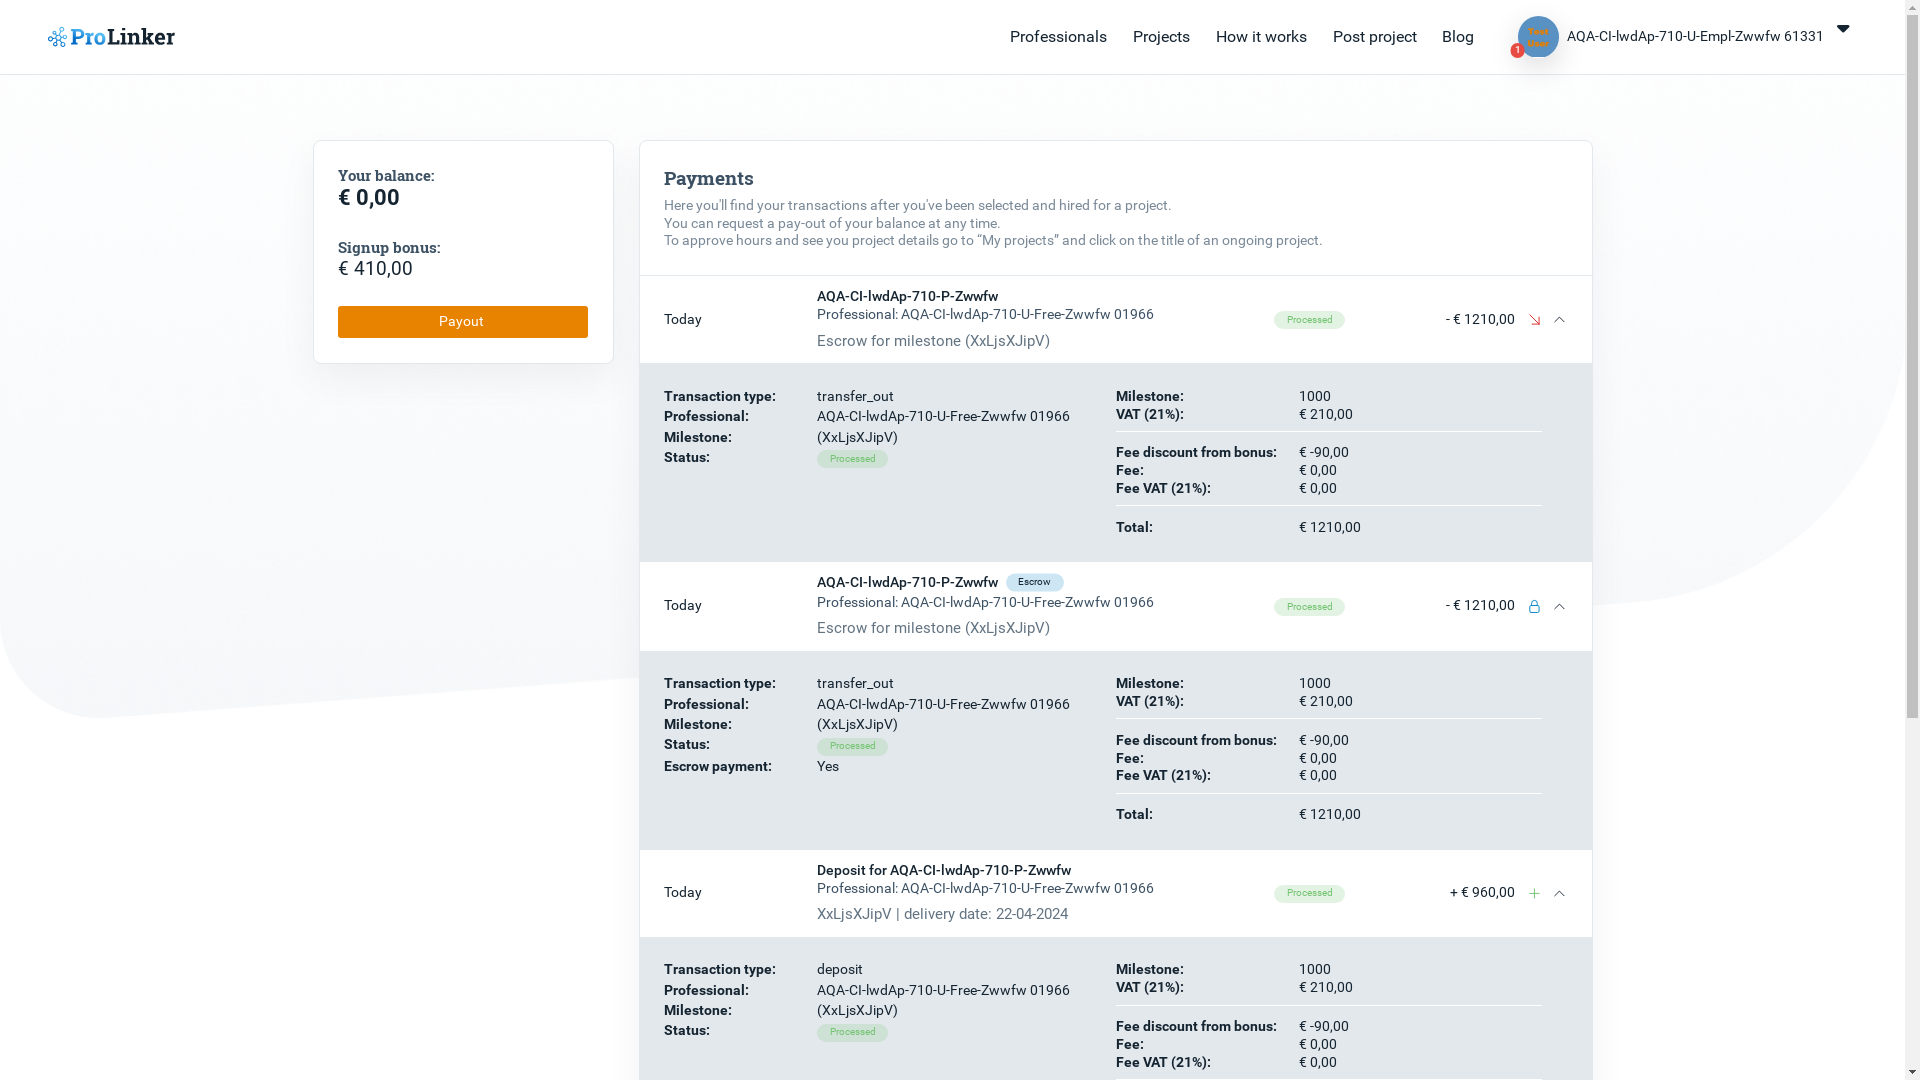 ProLinker
Professionals
Projects
How it works
Post project
Blog
Test User
1
AQA-CI-lwdAp-710-U-Empl-Zwwfw 61331
Your balance:
€ 0,00
Signup bonus:
€ 410,00
Payout
Payments
Here you'll find your transactions after you've been selected and hired for a project.
You can request a pay-out of your balance at any time.
To approve hours and see you project details go to “My projects” and click on the title of an ongoing project.
Today
AQA-CI-lwdAp-710-P-Zwwfw
Professional: AQA-CI-lwdAp-710-U-Free-Zwwfw 01966
Escrow for milestone (XxLjsXJipV)
Processed
- € 1210,00
Transaction type: transfer_out
Professional: AQA-CI-lwdAp-710-U-Free-Zwwfw 01966
Milestone: (XxLjsXJipV)
Status: Processed
Milestone: 1000
VAT (21%): € 210,00
Fee discount from bonus: € -90,00
Fee: € 0,00
Fee VAT (21%): € 0,00
Total: € 1210,00
Today
AQA-CI-lwdAp-710-P-Zwwfw Escrow
Professional: AQA-CI-lwdAp-710-U-Free-Zwwfw 01966
Escrow for milestone (XxLjsXJipV)
Processed
- € 1210,00
Transaction type: transfer_out
Professional: AQA-CI-lwdAp-710-U-Free-Zwwfw 01966
Milestone: (XxLjsXJipV)
Status: Processed
Escrow payment: Yes
Milestone: 1000
VAT (21%): € 210,00
Fee discount from bonus: € -90,00
Fee: € 0,00
Fee VAT (21%): € 0,00
Total: € 1210,00
Today
Deposit for AQA-CI-lwdAp-710-P-Zwwfw
Professional: AQA-CI-lwdAp-710-U-Free-Zwwfw 01966
XxLjsXJipV | delivery date: 22-04-2024
Processed
+ € 960,00
Transaction type: deposit
Professional: AQA-CI-lwdAp-710-U-Free-Zwwfw 01966
Milestone: (XxLjsXJipV)
Status: Processed
Milestone: 1000
VAT (21%): € 210,00
Fee discount from bonus: € -90,00
Fee: € 0,00
Fee VAT (21%): € 0,00